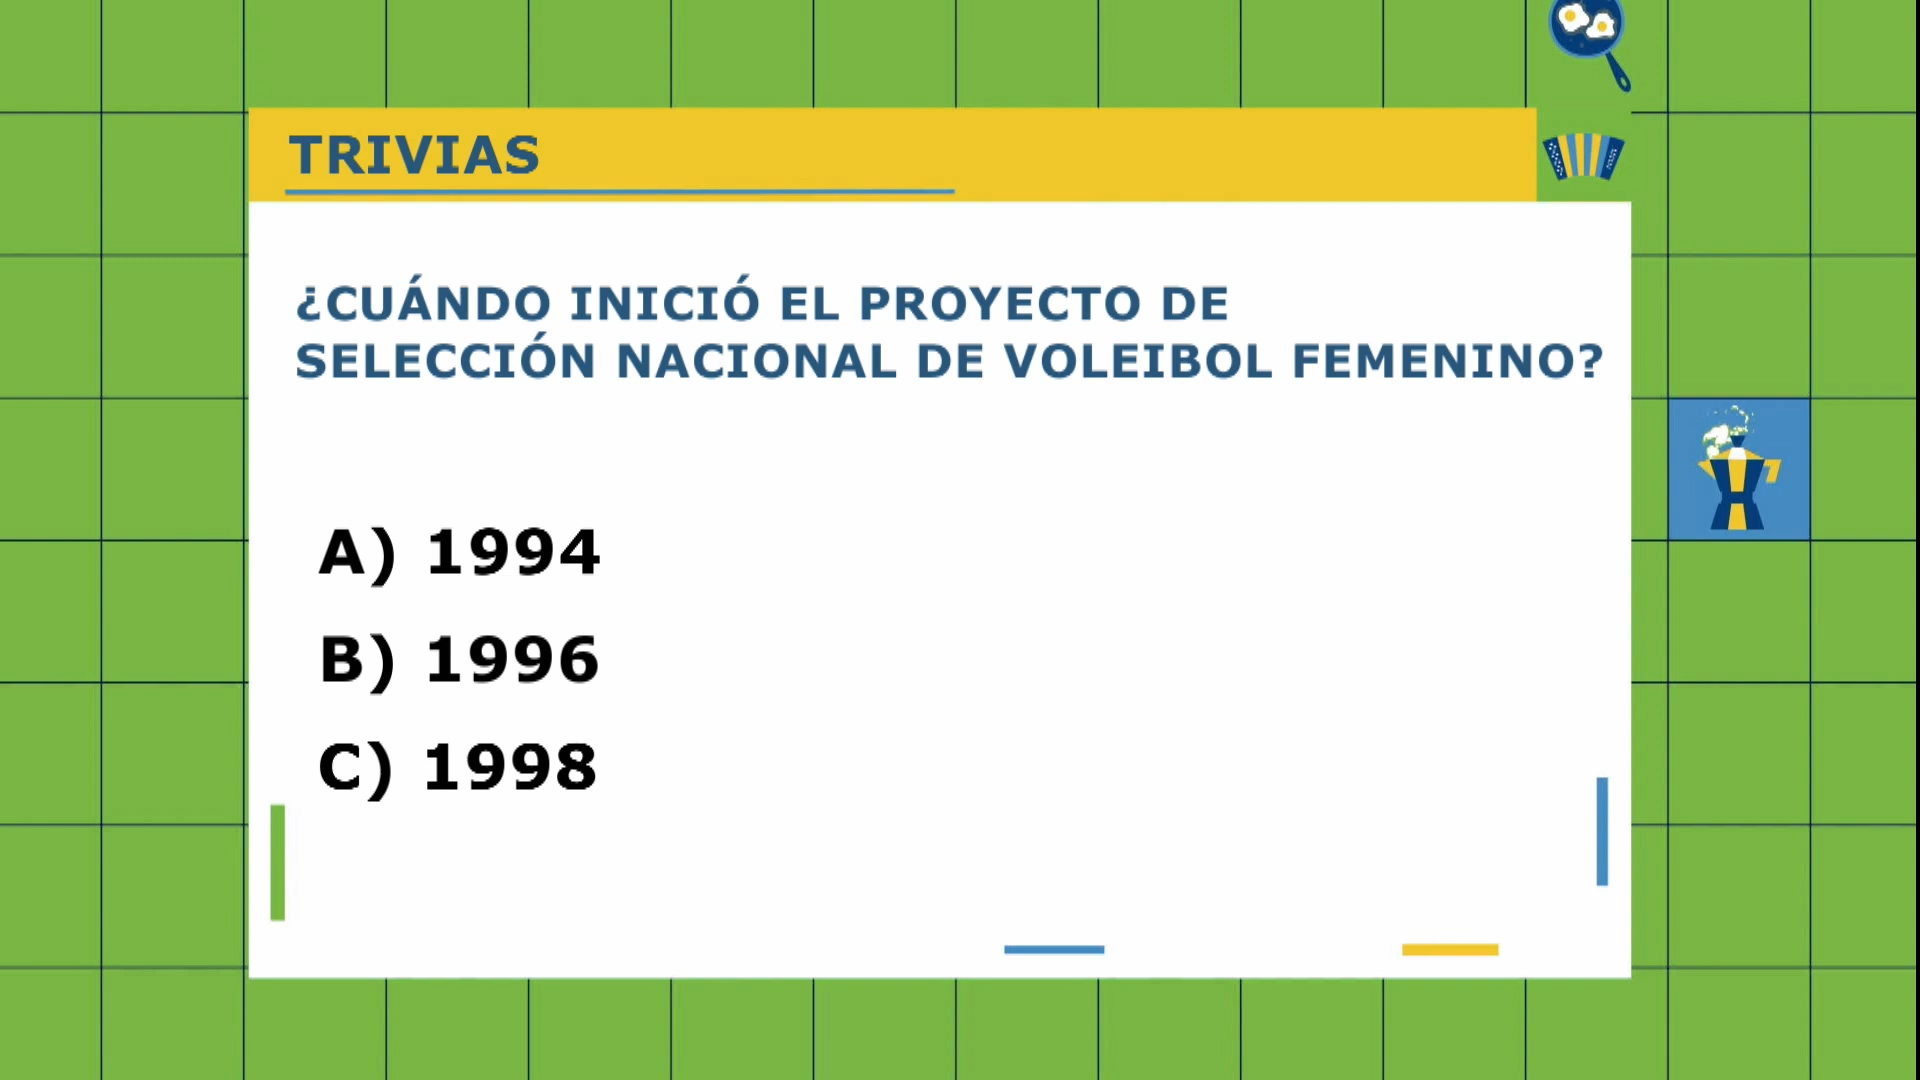 TRIVIAS
¿CUÁNDO INICIÓ EL PROYECTO DE
SELECCIÓN NACIONAL DE VOLEIBOL FEMENINO?
A) 1994
B) 1996
C) 1998